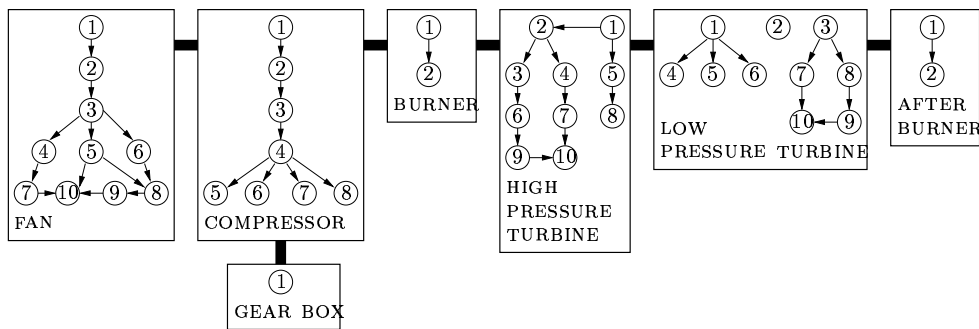 1
2
3
4 5 6
7 10 9 8
FAN
1
2
3
4
5 6 7 8
COMPRESSOR
1
GEAR BOX
1
2
BURNER
2 1
3 4 5
6 7 8
9 10
HIGH
PRESSURE
TURBINE
1 2 3
4 5 6 7 8
10 9
LOW
PRESSURE TURBINE
1
2
AFTER
BURNER